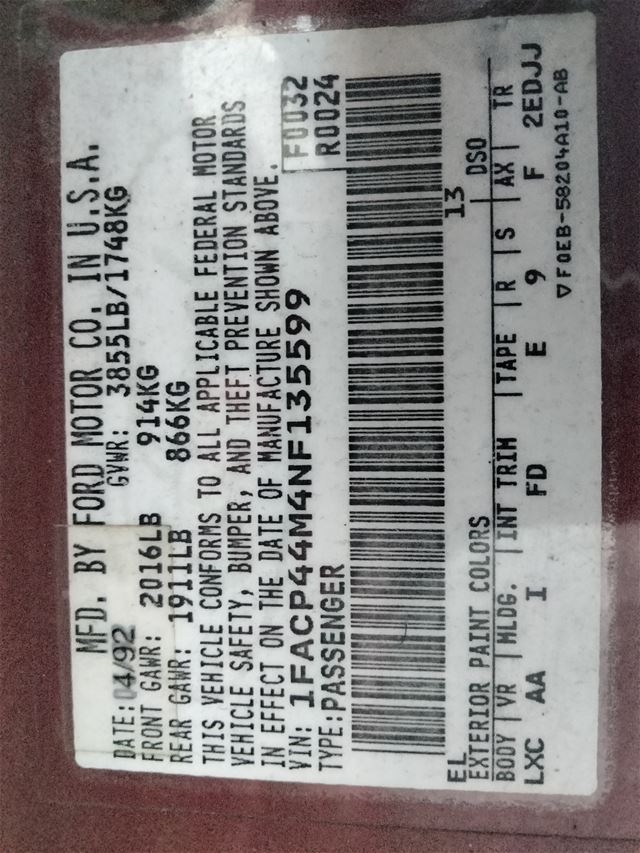 MFD. BY FORD MOTOR CO. IN U.S.A.
DATE: 04/92 GVWR: 3855LB/1748KG
FRONT GAWR: 2016LB 914KG
REAR GAWR: 1911LB 866KG
THIS VEHICLE CONFORMS TO ALL APPLICABLE FEDERAL MOTOR
VEHICLE SAFETY, BUMPER, AND THEFT PREVENTION STANDARDS
IN EFFECT ON THE DATE OF MANUFACTURE SHOWN ABOVE.
VIN: 1FACP44M4NF135599 F0032
TYPE: PASSENGER R0024
EL 13
EXTERIOR PAINT COLORS DSO
BODY | VR | MLDG. | INT TRIM | TAPE | R | S | AX | TR
LXC AA I FD E 9 F 2EDJJ
▽F0EB-58204A10-AB